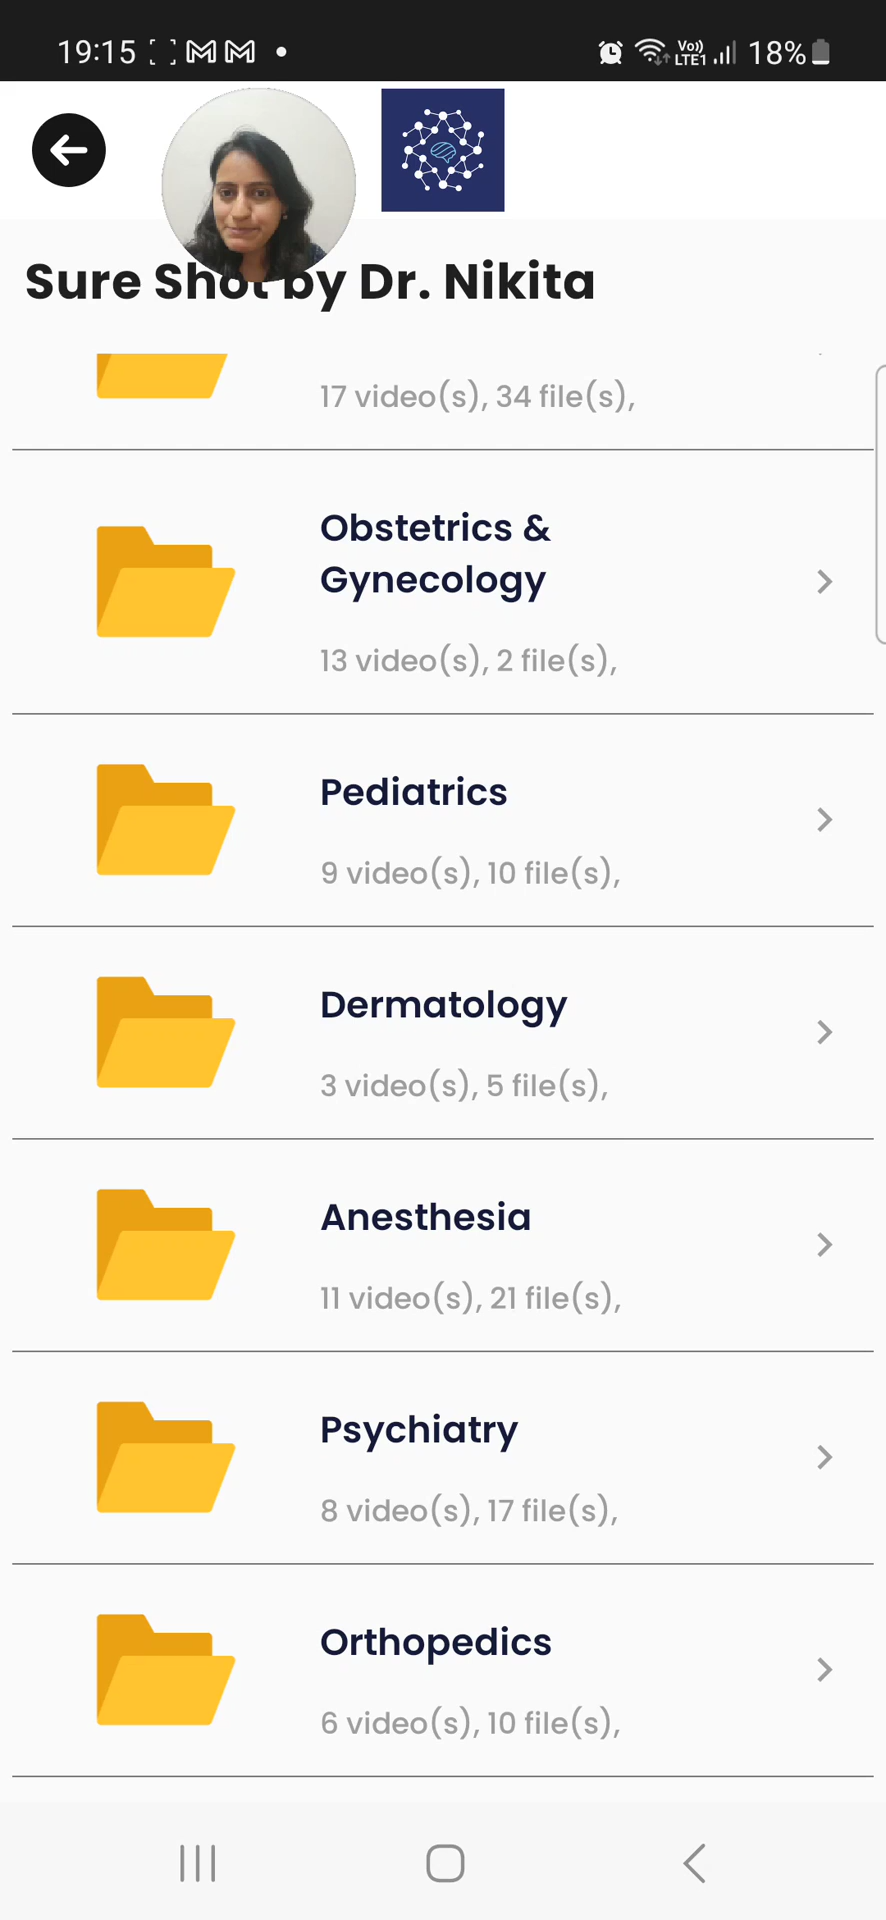 19:15
Vo))
LTE1
18%
Sure Shot by Dr. Nikita
17 video(s), 34 file(s),
Obstetrics &
Gynecology
13 video(s), 2 file(s),
Pediatrics
9 video(s), 10 file(s),
Dermatology
3 video(s), 5 file(s),
Anesthesia
11 video(s), 21 file(s),
Psychiatry
8 video(s), 17 file(s),
Orthopedics
6 video(s), 10 file(s),